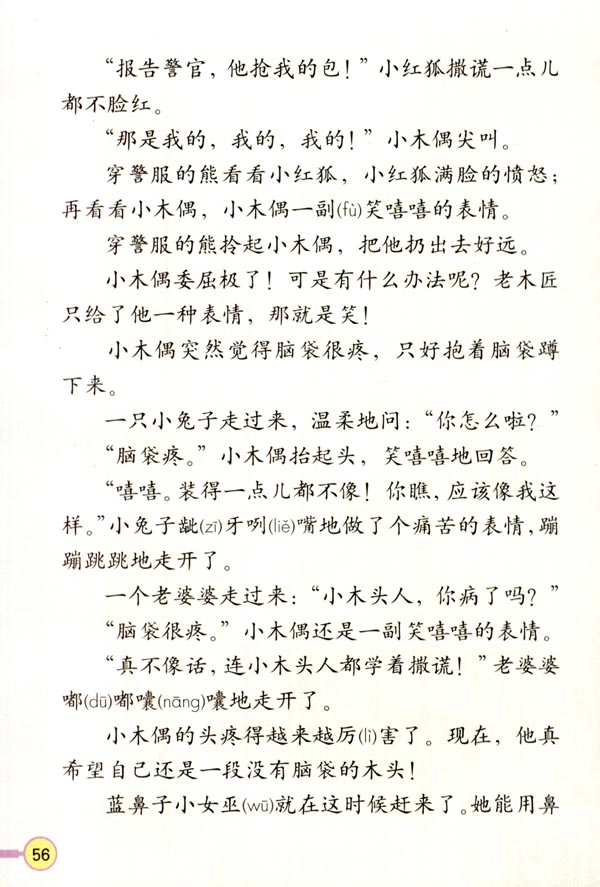 “报告警官，他抢我的包！”小红狐撒谎一点儿
都不脸红。
“那是我的，我的，我的！”小木偶尖叫。
穿警服的熊看看小红狐，小红狐满脸的愤怒；
再看看小木偶，小木偶一副(fù)笑嘻嘻的表情。
穿警服的熊拎起小木偶，把他扔出去好远。
小木偶委屈极了！可是有什么办法呢？老木匠
只给了他一种表情，那就是笑！
小木偶突然觉得脑袋很疼，只好抱着脑袋蹲
下来。
一只小兔子走过来，温柔地问：“你怎么啦？”
“脑袋疼。”小木偶抬起头，笑嘻嘻地回答。
“嘻嘻。装得一点儿都不像！你瞧，应该像我这
样。”小兔子龇(zī)牙咧(liě)嘴地做了个痛苦的表情，蹦
蹦跳跳地走开了。
一个老婆婆走过来：“小木头人，你病了吗？”
“脑袋很疼。”小木偶还是一副笑嘻嘻的表情。
“真不像话，连小木头人都学着撒谎！”老婆婆
嘟(dū)嘟囔(nāng)囔地走开了。
小木偶的头疼得越来越厉(lì)害了。现在，他真
希望自己还是一段没有脑袋的木头！
蓝鼻子小女巫(wū)就在这时候赶来了。她能用鼻
56